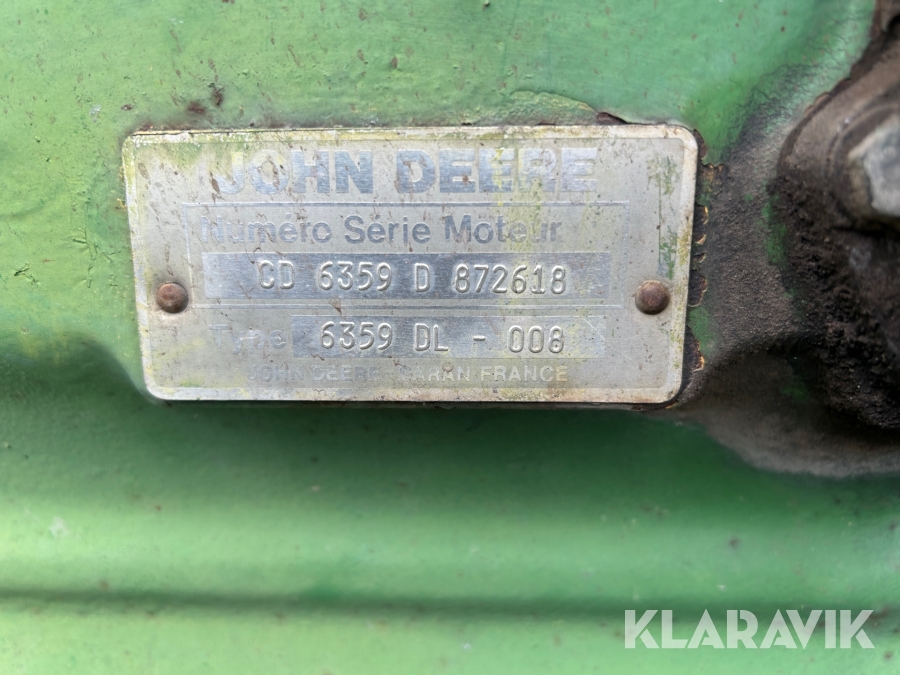 JOHN DEERE
Numéro Série Moteur
CD 6359 D 872618
Type 6359 DL - 008
JOHN DEERE - SARAN FRANCE
KLARAVIK